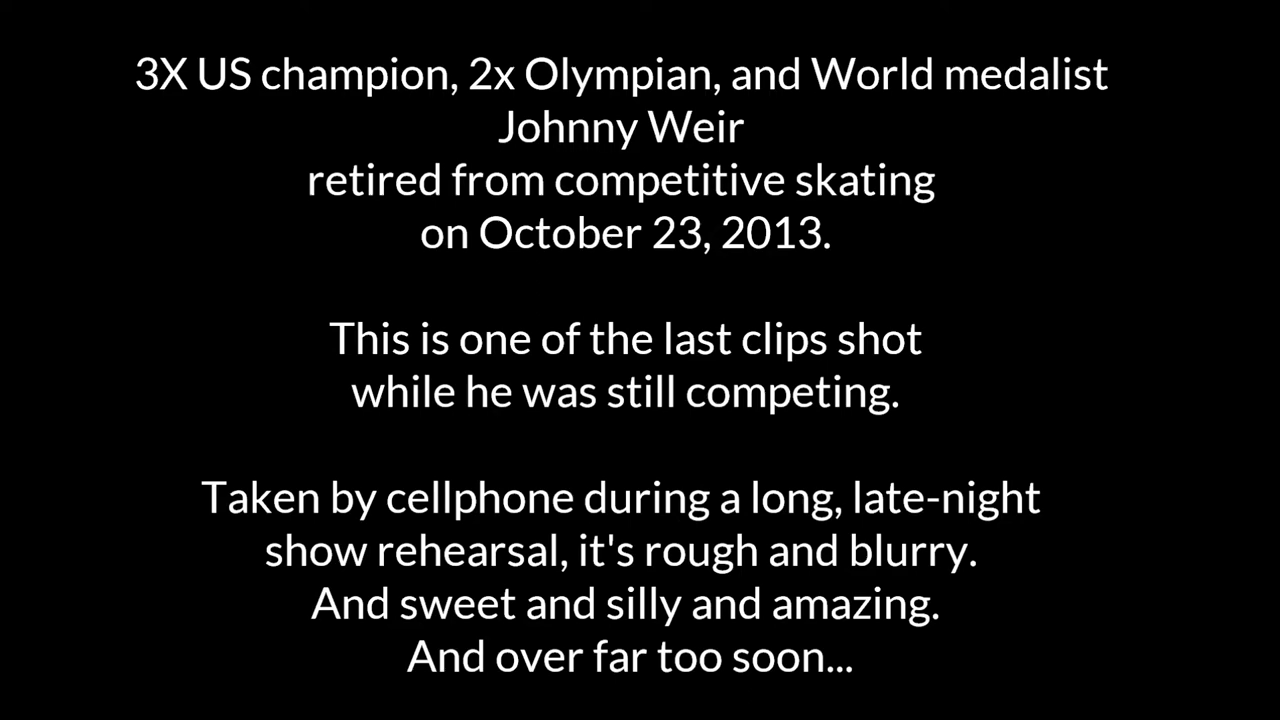 3X US champion, 2x Olympian, and World medalist
Johnny Weir
retired from competitive skating
on October 23, 2013.
This is one of the last clips shot
while he was still competing.
Taken by cellphone during a long, late-night
show rehearsal, it's rough and blurry.
And sweet and silly and amazing.
And over far too soon...